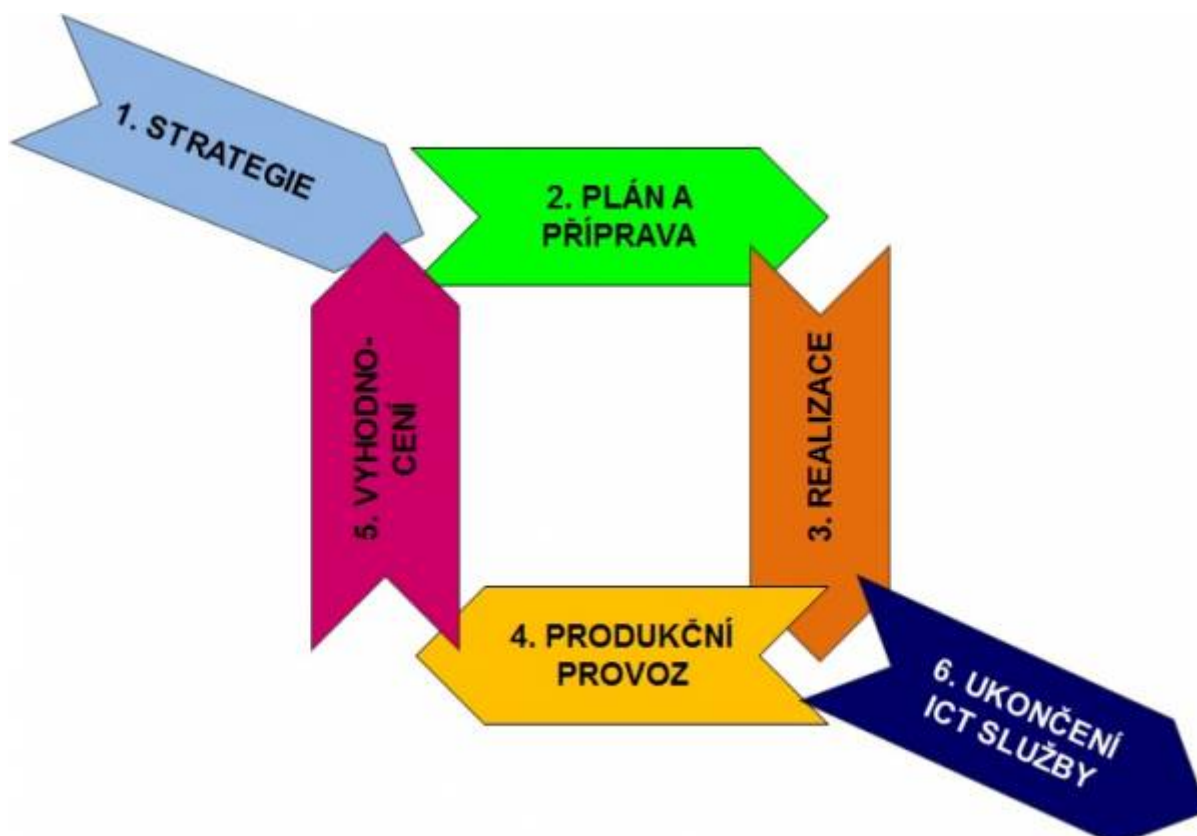 1. STRATEGIE
2. PLÁN A
PŘÍPRAVA
3. REALIZACE
4. PRODUKČNÍ
PROVOZ
5. VYHODNO-
CENÍ
6. UKONČENÍ
ICT SLUŽBY